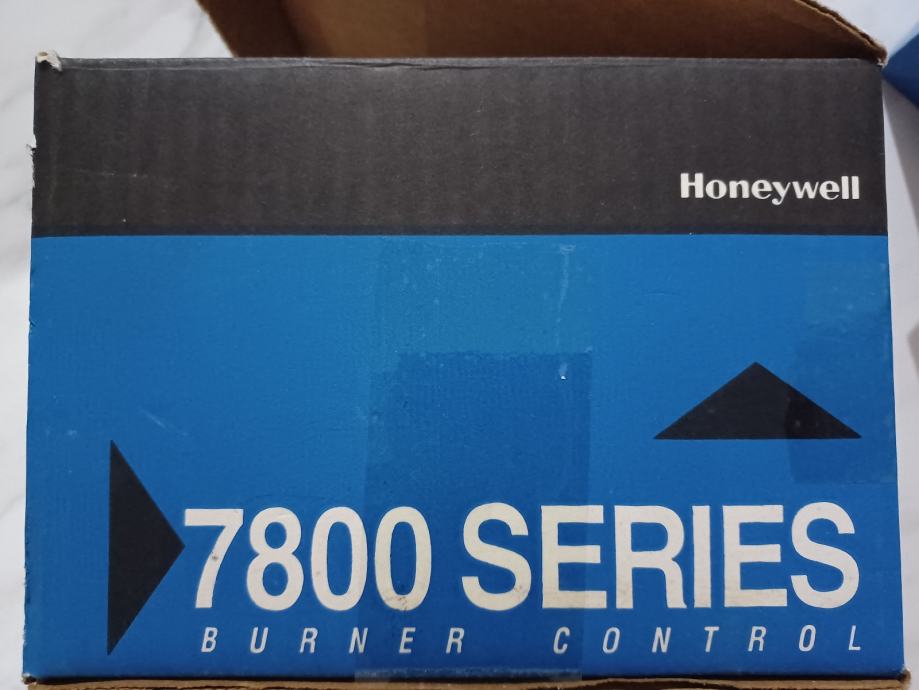 Honeywell
7800 SERIES
BURNER CONTROL